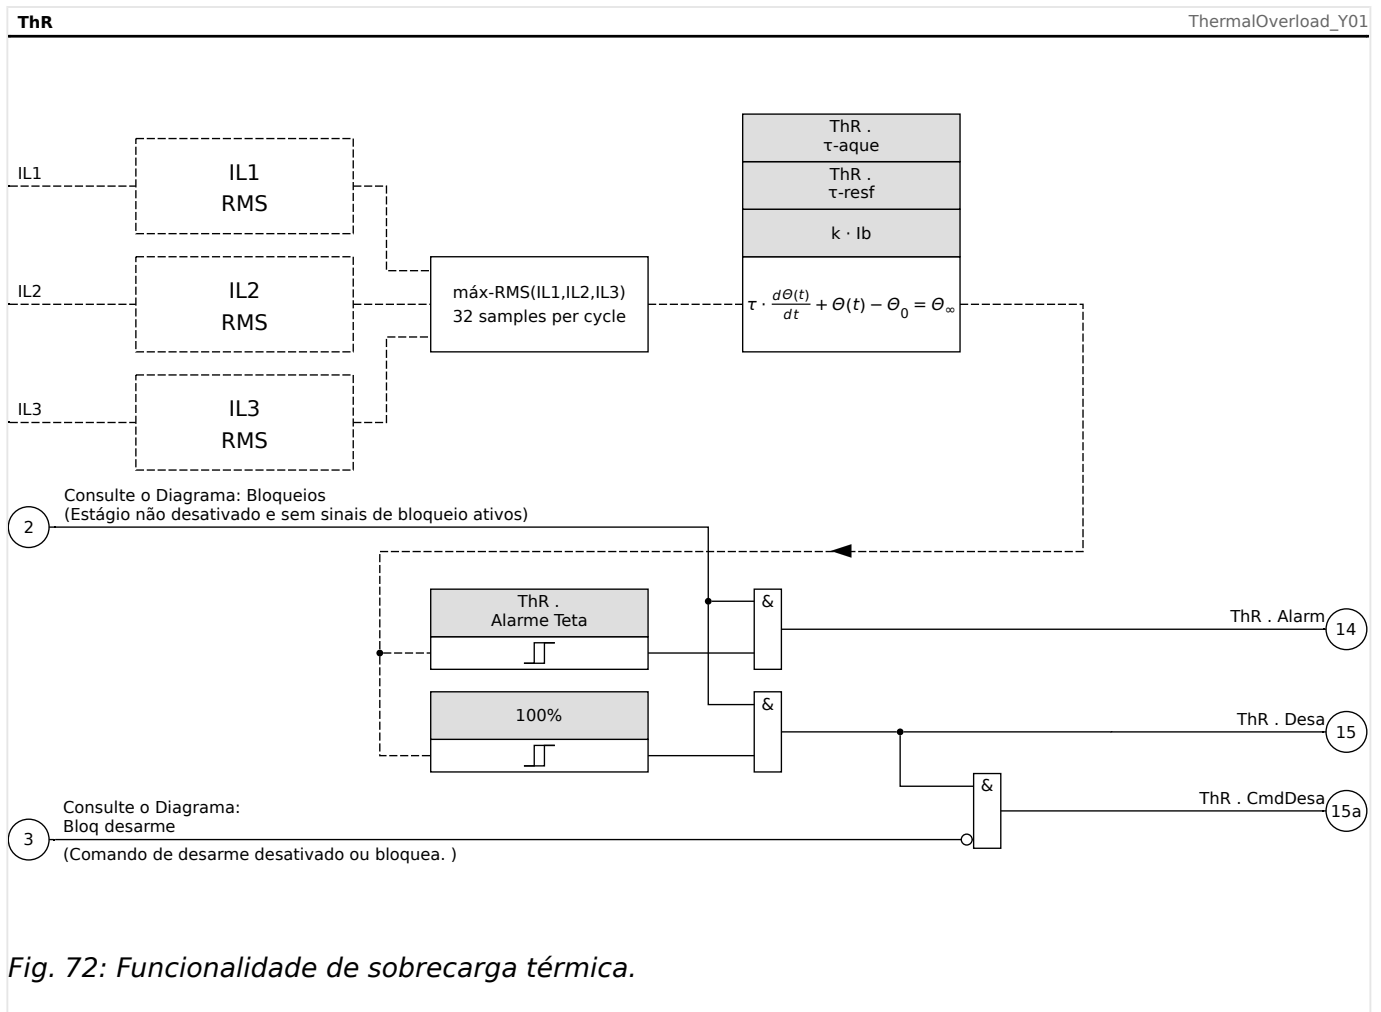 ThR
ThermalOverload_Y01
ThR .
τ-aque
ThR .
τ-resf
k · Ib
τ · dΘ(t)/dt + Θ(t) − Θ₀ = Θ∞
IL1
IL1
RMS
IL2
IL2
RMS
máx-RMS(IL1,IL2,IL3)
32 samples per cycle
IL3
IL3
RMS
Consulte o Diagrama: Bloqueios
(Estágio não desativado e sem sinais de bloqueio ativos)
2
ThR .
Alarme Teta
&
ThR . Alarm
14
100%
&
ThR . Desa
15
&
ThR . CmdDesa
15a
Consulte o Diagrama:
Bloq desarme
3
(Comando de desarme desativado ou bloquea. )
Fig. 72: Funcionalidade de sobrecarga térmica.